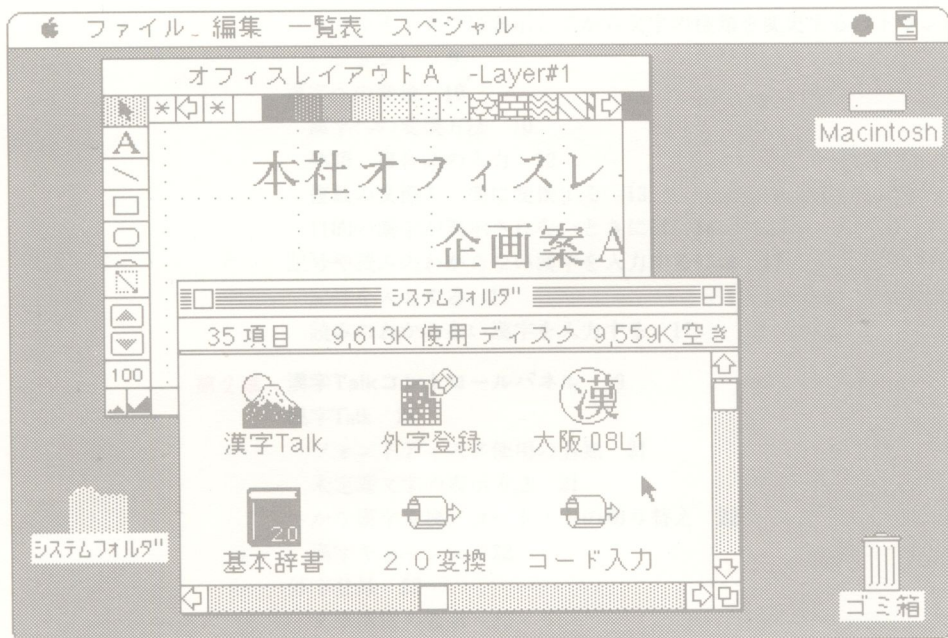 ファイル 編集 一覧表 スペシャル
オフィスレイアウトA -Layer#1
Macintosh
A
本社オフィスレ
企画案A
システムフォルダ
35 項目 9,613K 使用 ディスク 9,559K 空き
100
漢
漢字Talk 外字登録 大阪 08L1
2.0
基本辞書 2.0変換 コード入力
システムフォルダ
ゴミ箱